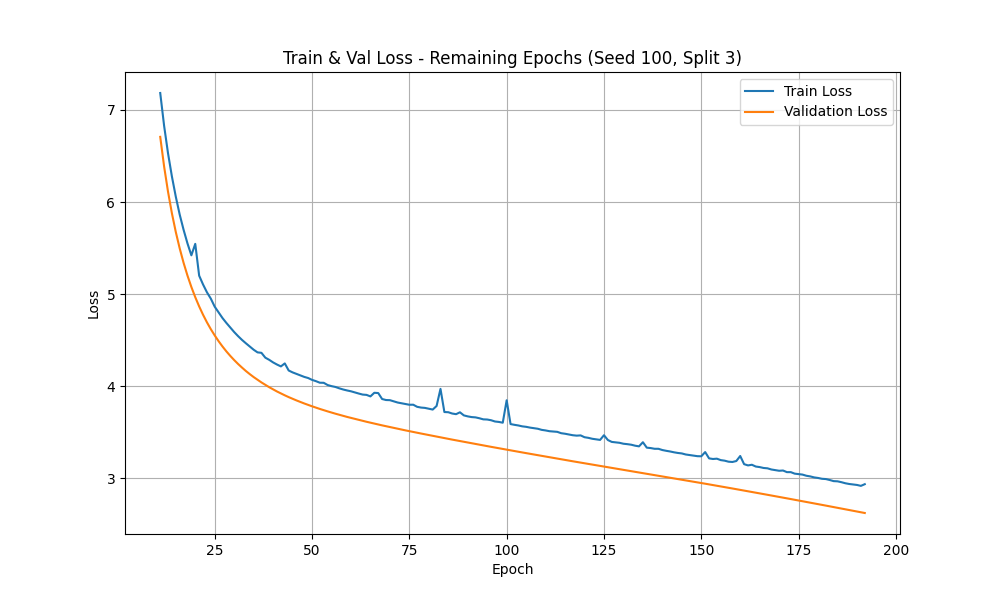 Train & Val Loss - Remaining Epochs (Seed 100, Split 3)
Train Loss
Validation Loss
7
6
5
4
3
Loss
25 50 75 100 125 150 175 200
Epoch